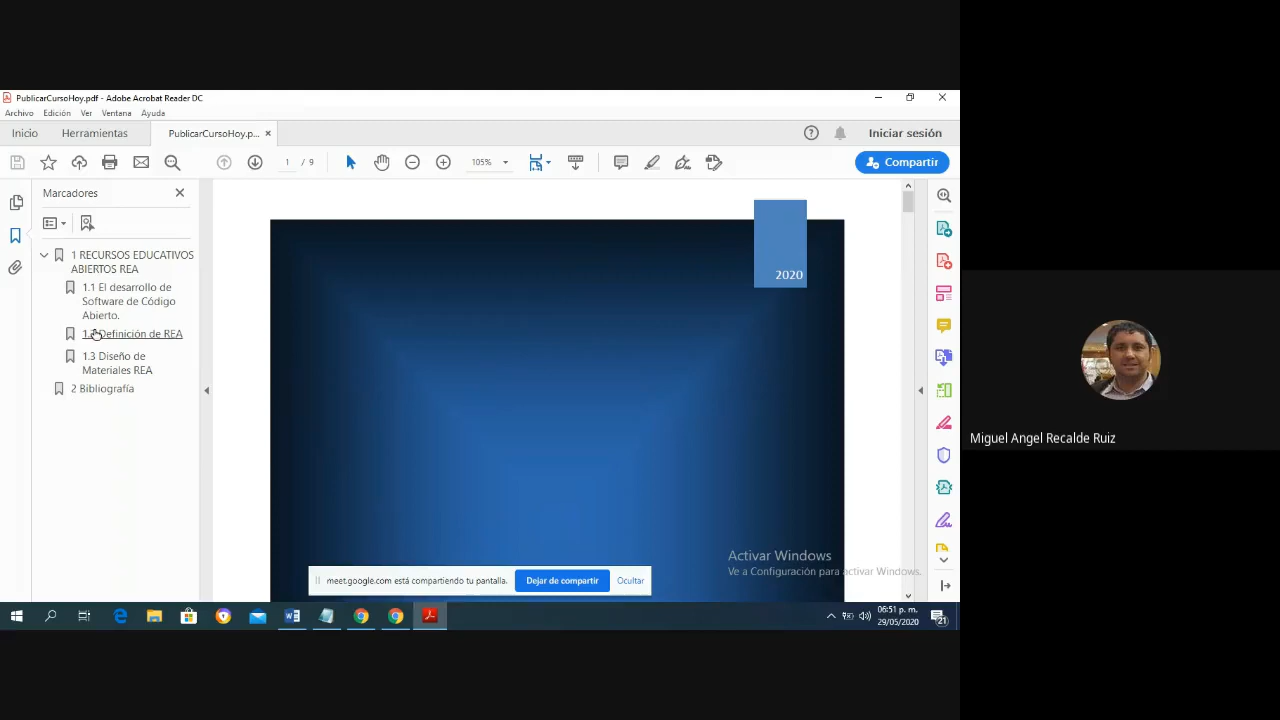 PublicarCursoHoy.pdf - Adobe Acrobat Reader DC
Archivo Edición Ver Ventana Ayuda
Inicio Herramientas PublicarCursoHoy.p... Iniciar sesión
1 / 9 105% Compartir
Marcadores
1 RECURSOS EDUCATIVOS
ABIERTOS REA
1.1 El desarrollo de
Software de Código
Abierto.
Definición de REA
1.3 Diseño de
Materiales REA
2 Bibliografía
2020
Miguel Angel Recalde Ruiz
Activar Windows
Ve a Configuración para activar Windows.
meet.google.com está compartiendo tu pantalla. Dejar de compartir Ocultar
06:51 p. m.
29/05/2020
21